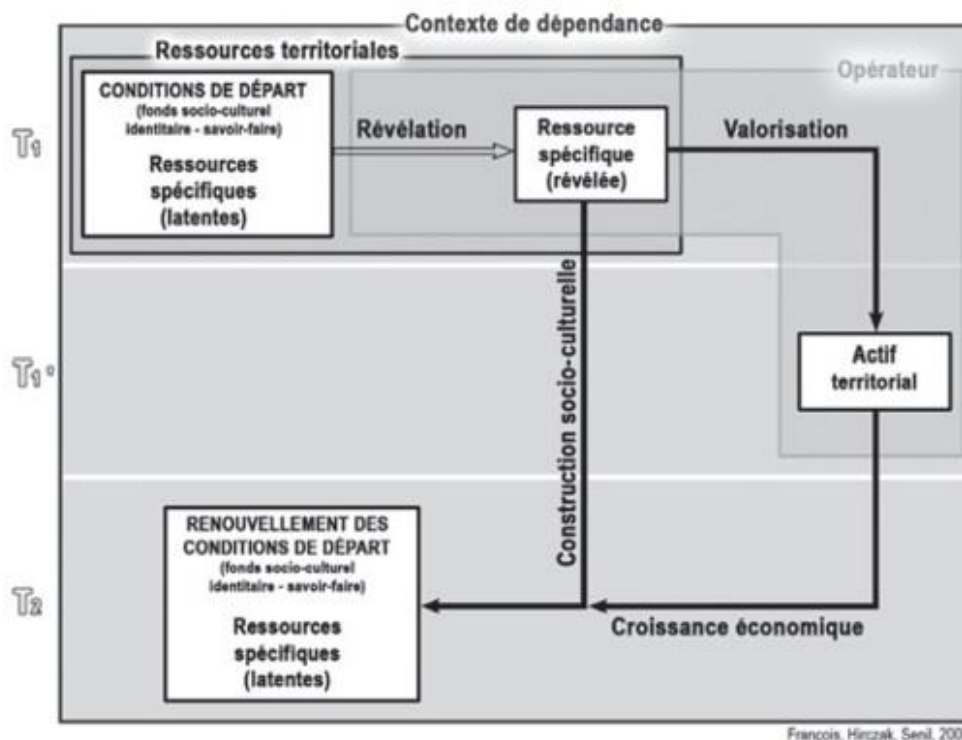 Contexte de dépendance
Ressources territoriales
Opérateur
CONDITIONS DE DÉPART
(fonds socio-culturel
identitaire - savoir-faire)
Ressources
spécifiques
(latentes)
Révélation
Ressource
spécifique
(révélée)
Valorisation
T1
Construction socio-culturelle
T1°
Actif
territorial
RENOUVELLEMENT DES
CONDITIONS DE DÉPART
(fonds socio-culturel
identitaire - savoir-faire)
Ressources
spécifiques
(latentes)
T2
Croissance économique
François, Hirczak, Senil, 200